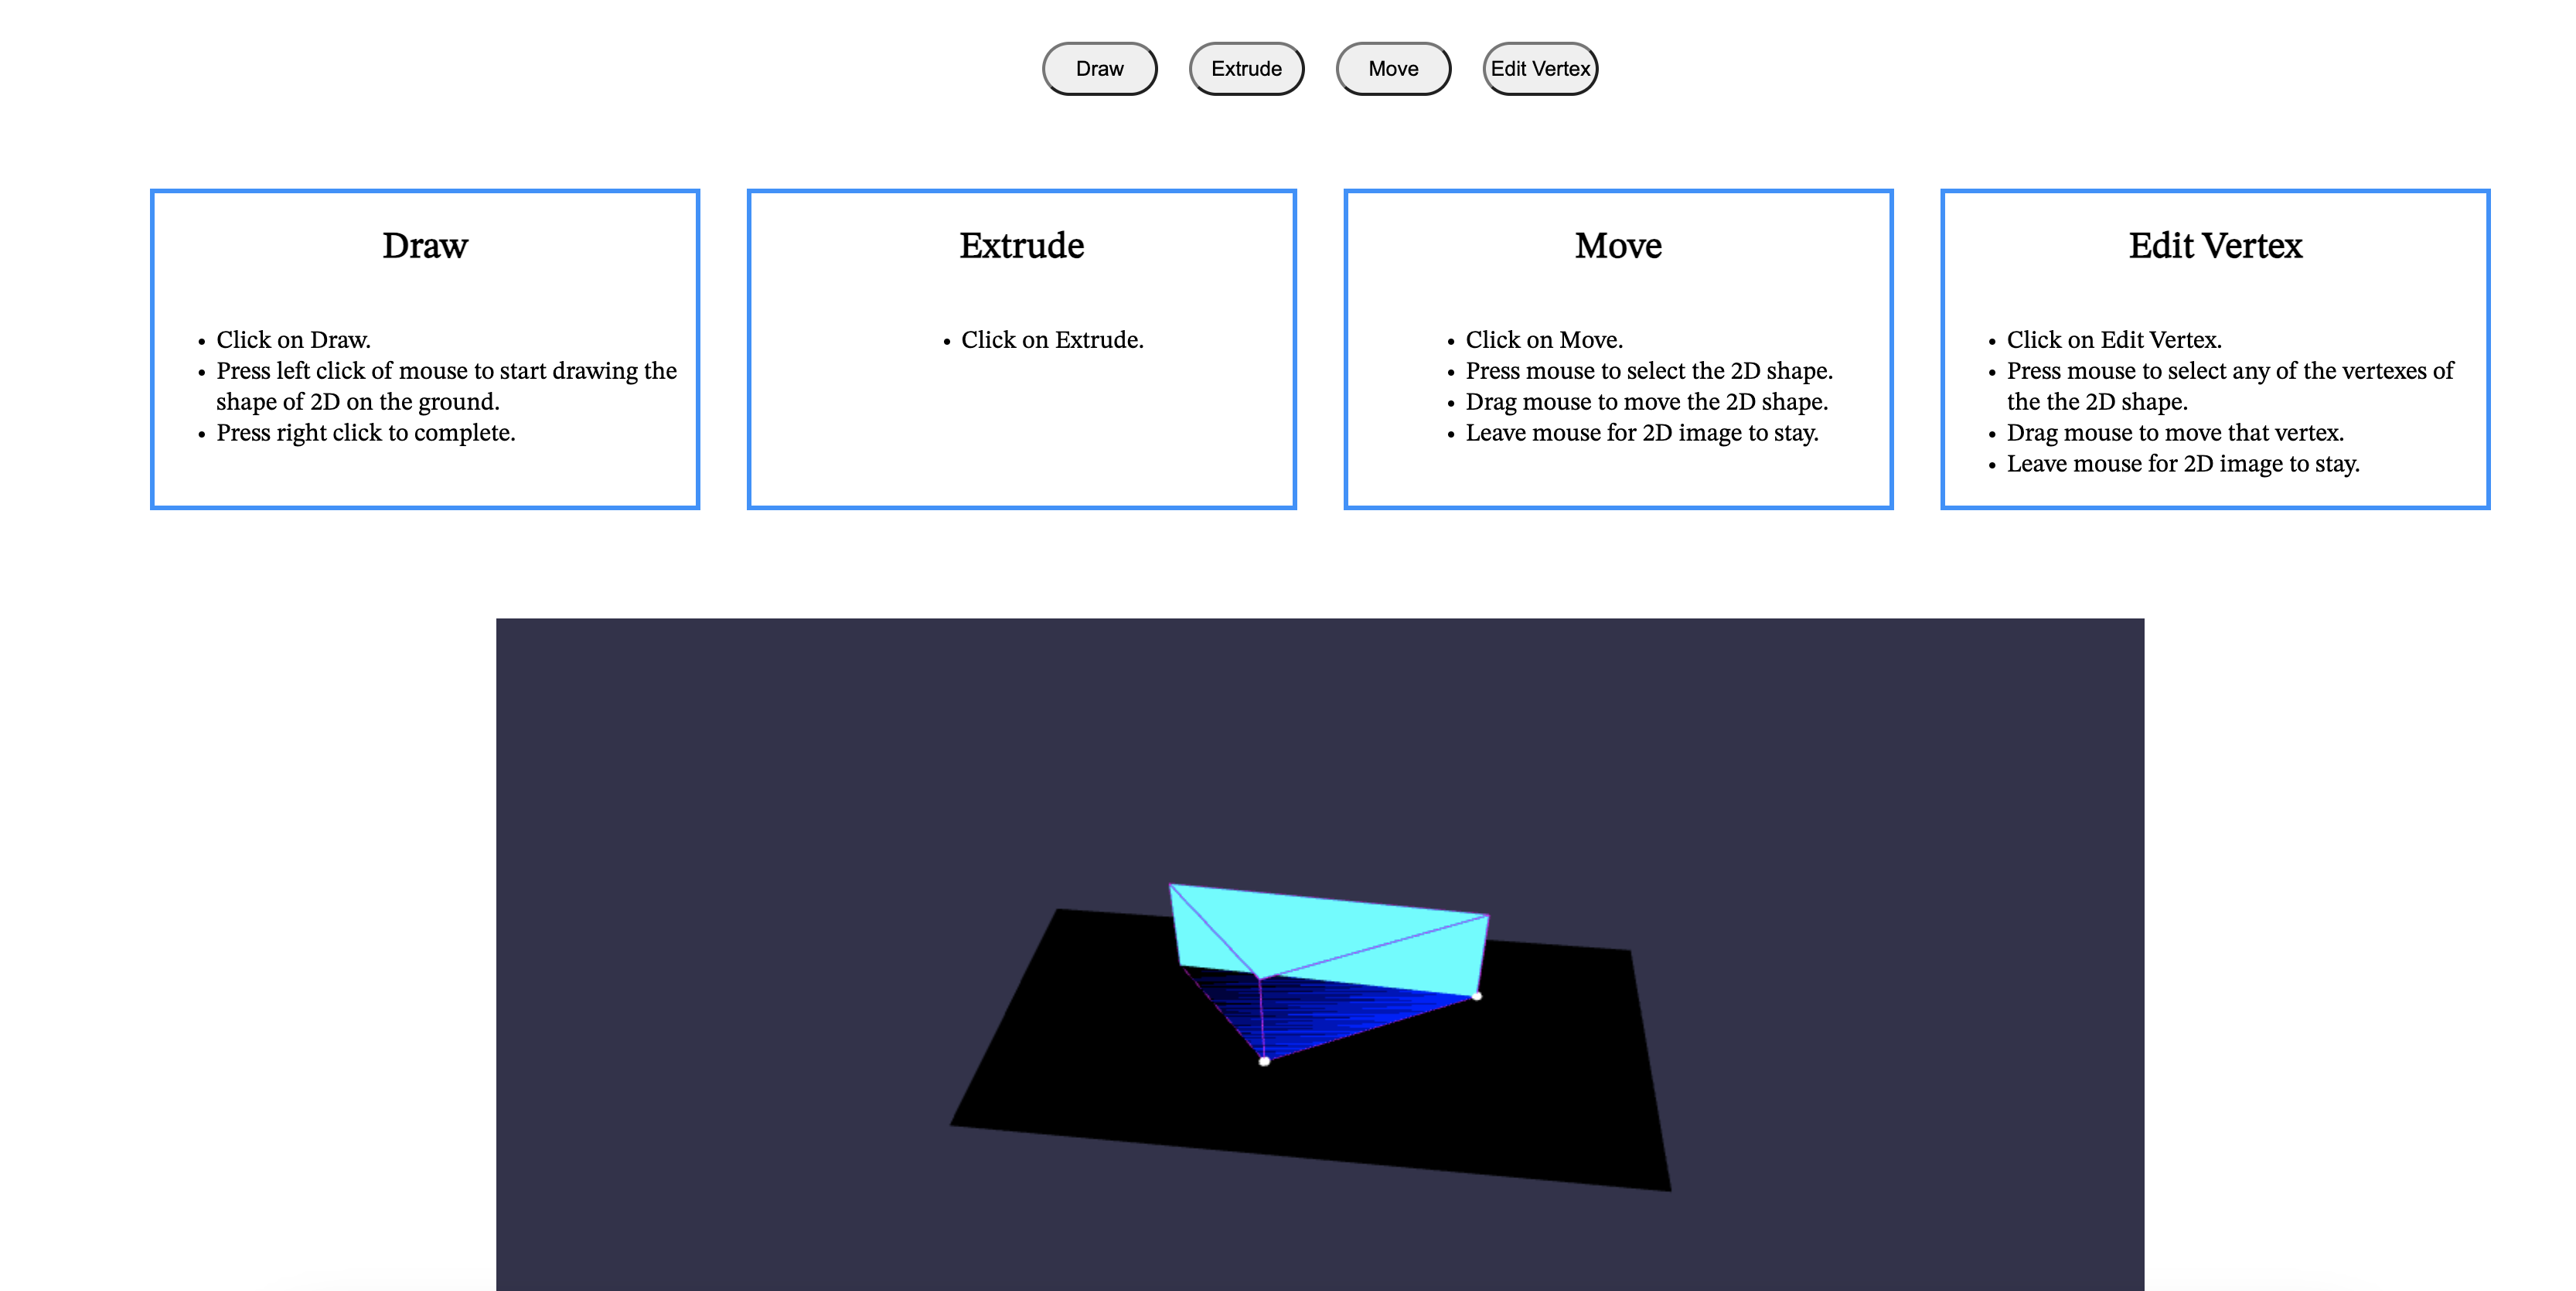 Draw
Extrude
Move
Edit Vertex
Draw
• Click on Draw.
• Press left click of mouse to start drawing the
shape of 2D on the ground.
• Press right click to complete.
Extrude
• Click on Extrude.
Move
• Click on Move.
• Press mouse to select the 2D shape.
• Drag mouse to move the 2D shape.
• Leave mouse for 2D image to stay.
Edit Vertex
• Click on Edit Vertex.
• Press mouse to select any of the vertexes of
the the 2D shape.
• Drag mouse to move that vertex.
• Leave mouse for 2D image to stay.